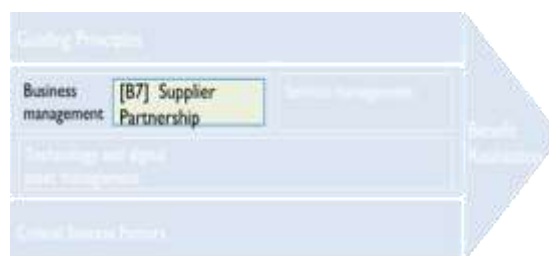 Guiding Principles
Business
management
[B7] Supplier
Partnership
Service management
Benefit
Realisation
Technology and digital
asset management
Critical Success Factors